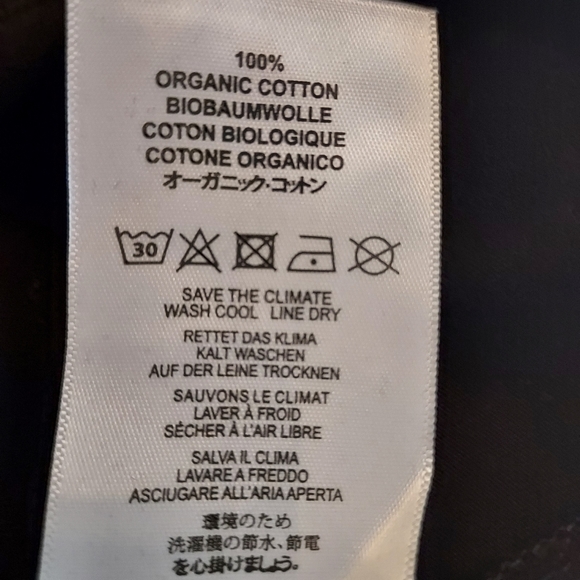 100%
ORGANIC COTTON
BIOBAUMWOLLE
COTON BIOLOGIQUE
COTONE ORGANICO
オーガニック・コットン
30
SAVE THE CLIMATE
WASH COOL LINE DRY
RETTET DAS KLIMA
KALT WASCHEN
AUF DER LEINE TROCKNEN
SAUVONS LE CLIMAT
LAVER À FROID
SÉCHER À L'AIR LIBRE
SALVA IL CLIMA
LAVARE A FREDDO
ASCIUGARE ALL'ARIA APERTA
環境のため
洗濯機の節水、節電
を心掛けましょう。